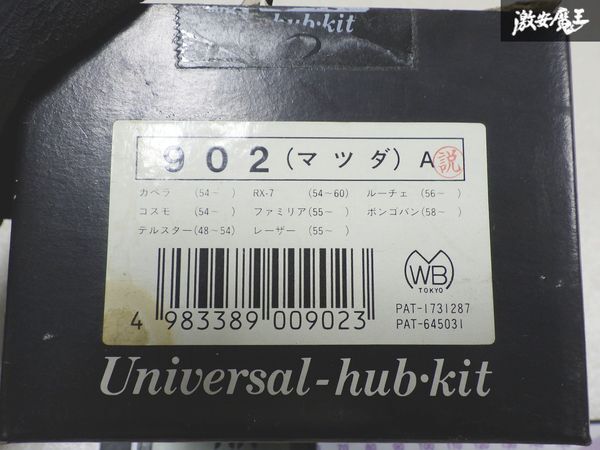 激安魔王
hub·kit
902 (マツダ) A 説
カペラ (54~ ) RX-7 (54~60) ルーチェ (56~ )
コスモ (54~ ) ファミリア (55~ ) ボンゴバン (58~ )
テルスター (48~54) レーザー (55~ )
WB
TOKYO
PAT-1731287
PAT-645031
4 983389 009023
Universal-hub·kit